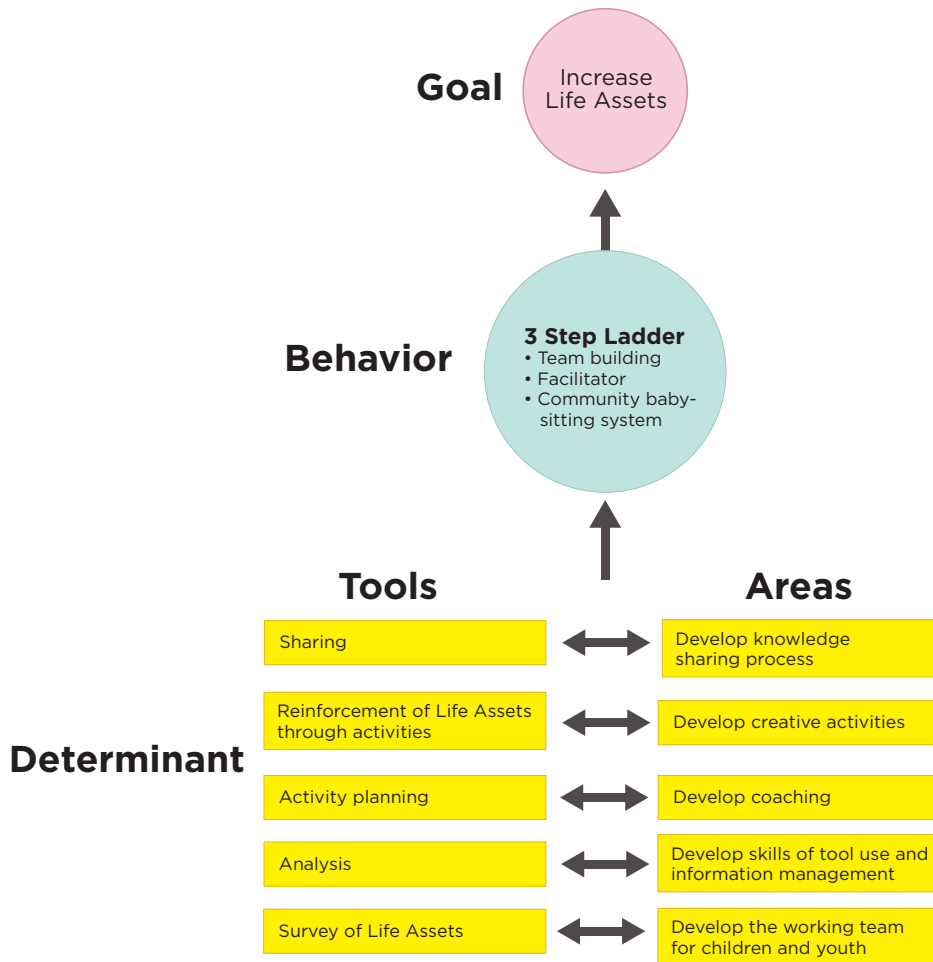 Goal
Increase
Life Assets
Behavior
3 Step Ladder
• Team building
• Facilitator
• Community baby-
sitting system
Tools
Areas
Determinant
Sharing
Develop knowledge
sharing process
Reinforcement of Life Assets
through activities
Develop creative activities
Activity planning
Develop coaching
Analysis
Develop skills of tool use and
information management
Survey of Life Assets
Develop the working team
for children and youth